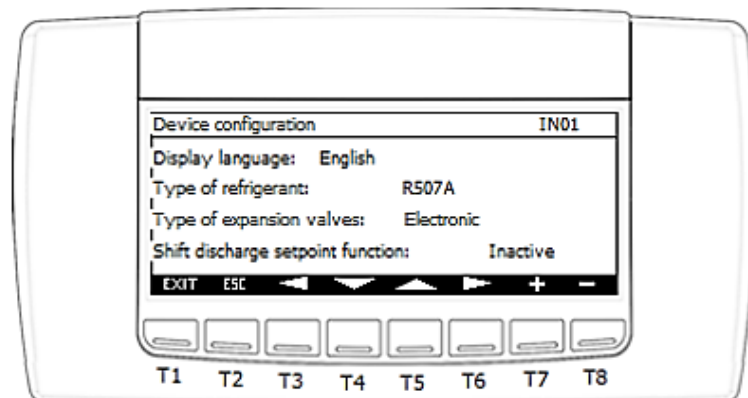 Device configuration IN01
Display language: English
Type of refrigerant: R507A
Type of expansion valves: Electronic
Shift discharge setpoint function: Inactive
EXIT ESC + -
T1 T2 T3 T4 T5 T6 T7 T8